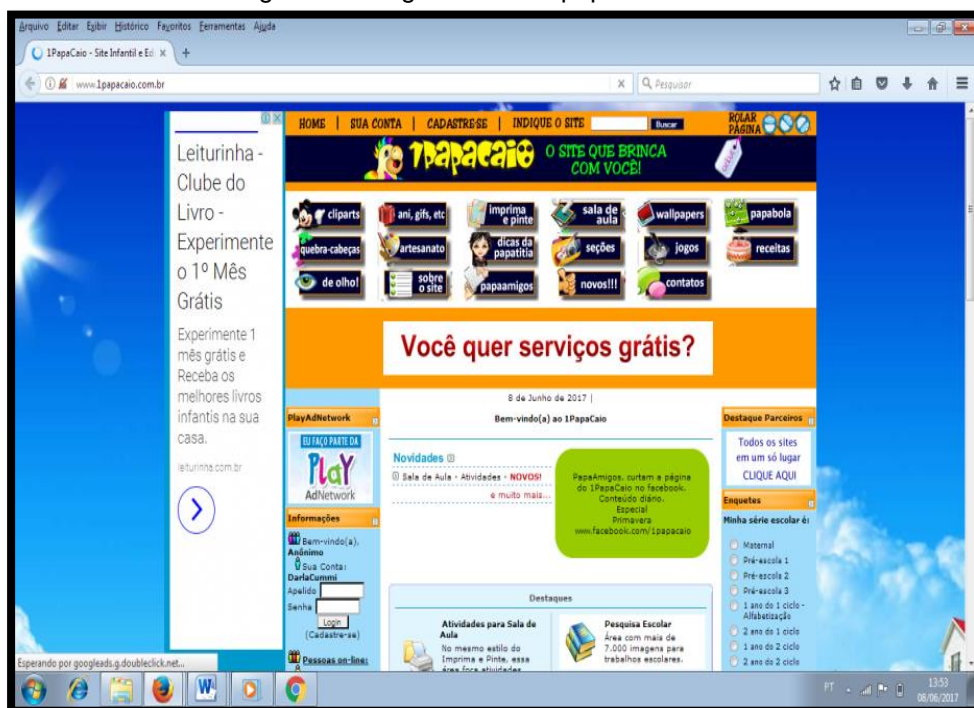 Arquivo Editar Exibir Histórico Favoritos Ferramentas Ajuda
1PapaCaio - Site Infantil e Ed
www.1papacaio.com.br
Pesquisar
HOME | SUA CONTA | CADASTRE-SE | INDIQUE O SITE
Buscar
ROLAR
PÁGINA
1papacaio
O SITE QUE BRINCA
COM VOCÊ!
cliparts
ani, gifs, etc
imprima
e pinte
sala de
aula
wallpapers
papabola
quebra-cabeças
artesanato
dicas da
papatitia
seções
jogos
receitas
de olho!
sobre
o site
papaamigos
novos!!!
contatos
Leiturinha -
Clube do
Livro -
Experimente
o 1º Mês
Grátis
Experimente 1
mês grátis e
Receba os
melhores livros
infantis na sua
casa.
leiturinha.com.br
Você quer serviços grátis?
8 de Junho de 2017 |
Bem-vindo(a) ao 1PapaCaio
PlayAdNetwork
EU FAÇO PARTE DA
PlaY
AdNetwork
Informações
Bem-vindo(a),
Anônimo
Sua Conta:
DarlaCummi
Apelido
Senha
Login
(Cadastre-se)
Pessoas on-line:
Novidades
Sala de Aula - Atividades - NOVOS!
e muito mais...
PapaAmigos, curtam a página
do 1PapaCaio no facebook.
Conteúdo diário.
Especial
Primavera
www.facebook.com/1papacaio
Destaques
Atividades para Sala de
Aula
No mesmo estilo do
Imprima e Pinte, essa
área foca atividades
Pesquisa Escolar
Área com mais de
7.000 imagens para
trabalhos escolares.
Destaque Parceiros
Todos os sites
em um só lugar
CLIQUE AQUI
Enquetes
Minha série escolar é:
Maternal
Pré-escola 1
Pré-escola 2
Pré-escola 3
1 ano do 1 ciclo -
Alfabetização
2 ano do 1 ciclo
1 ano do 2 ciclo
2 ano do 2 ciclo
Esperando por googleads.g.doubleclick.net...
PT
13:53
08/06/2017